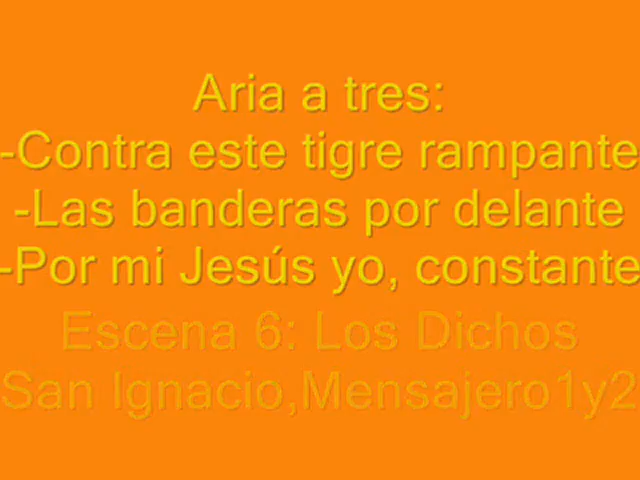 Aria a tres:
-Contra este tigre rampante
-Las banderas por delante
-Por mi Jesús yo, constante
Escena 6: Los Dichos
San Ignacio,Mensajero1y2